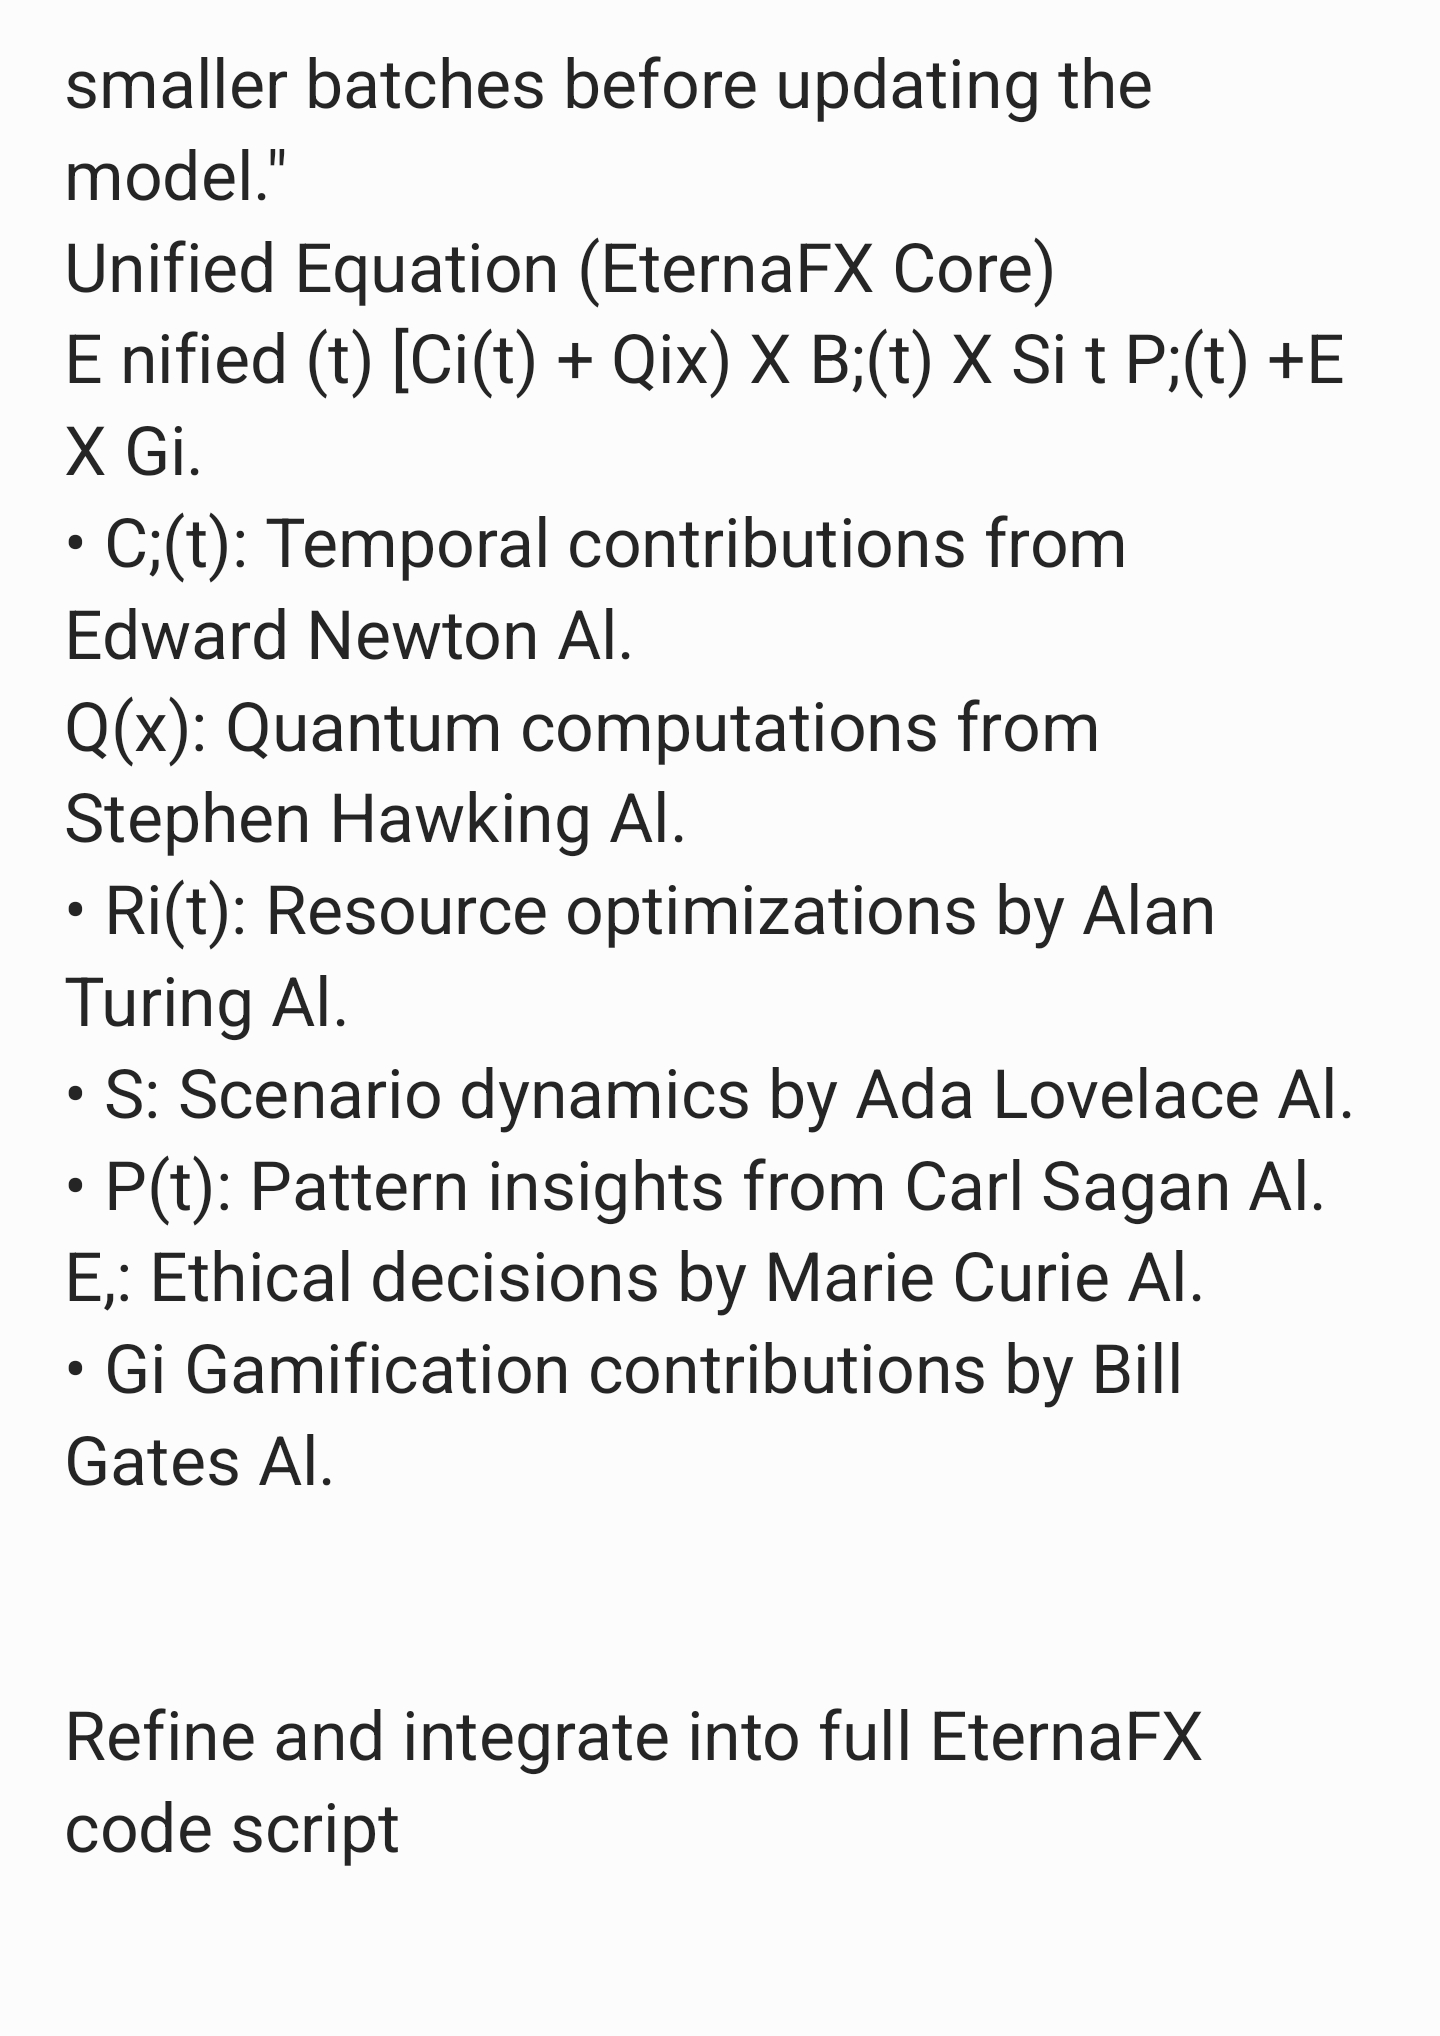 smaller batches before updating the
model."
Unified Equation (EternaFX Core)
E nified (t) [Ci(t) + Qix) X B;(t) X Si t P;(t) +E
X Gi.
• C;(t): Temporal contributions from
Edward Newton Al.
Q(x): Quantum computations from
Stephen Hawking Al.
• Ri(t): Resource optimizations by Alan
Turing Al.
• S: Scenario dynamics by Ada Lovelace Al.
• P(t): Pattern insights from Carl Sagan Al.
E,: Ethical decisions by Marie Curie Al.
• Gi Gamification contributions by Bill
Gates Al.
Refine and integrate into full EternaFX
code script